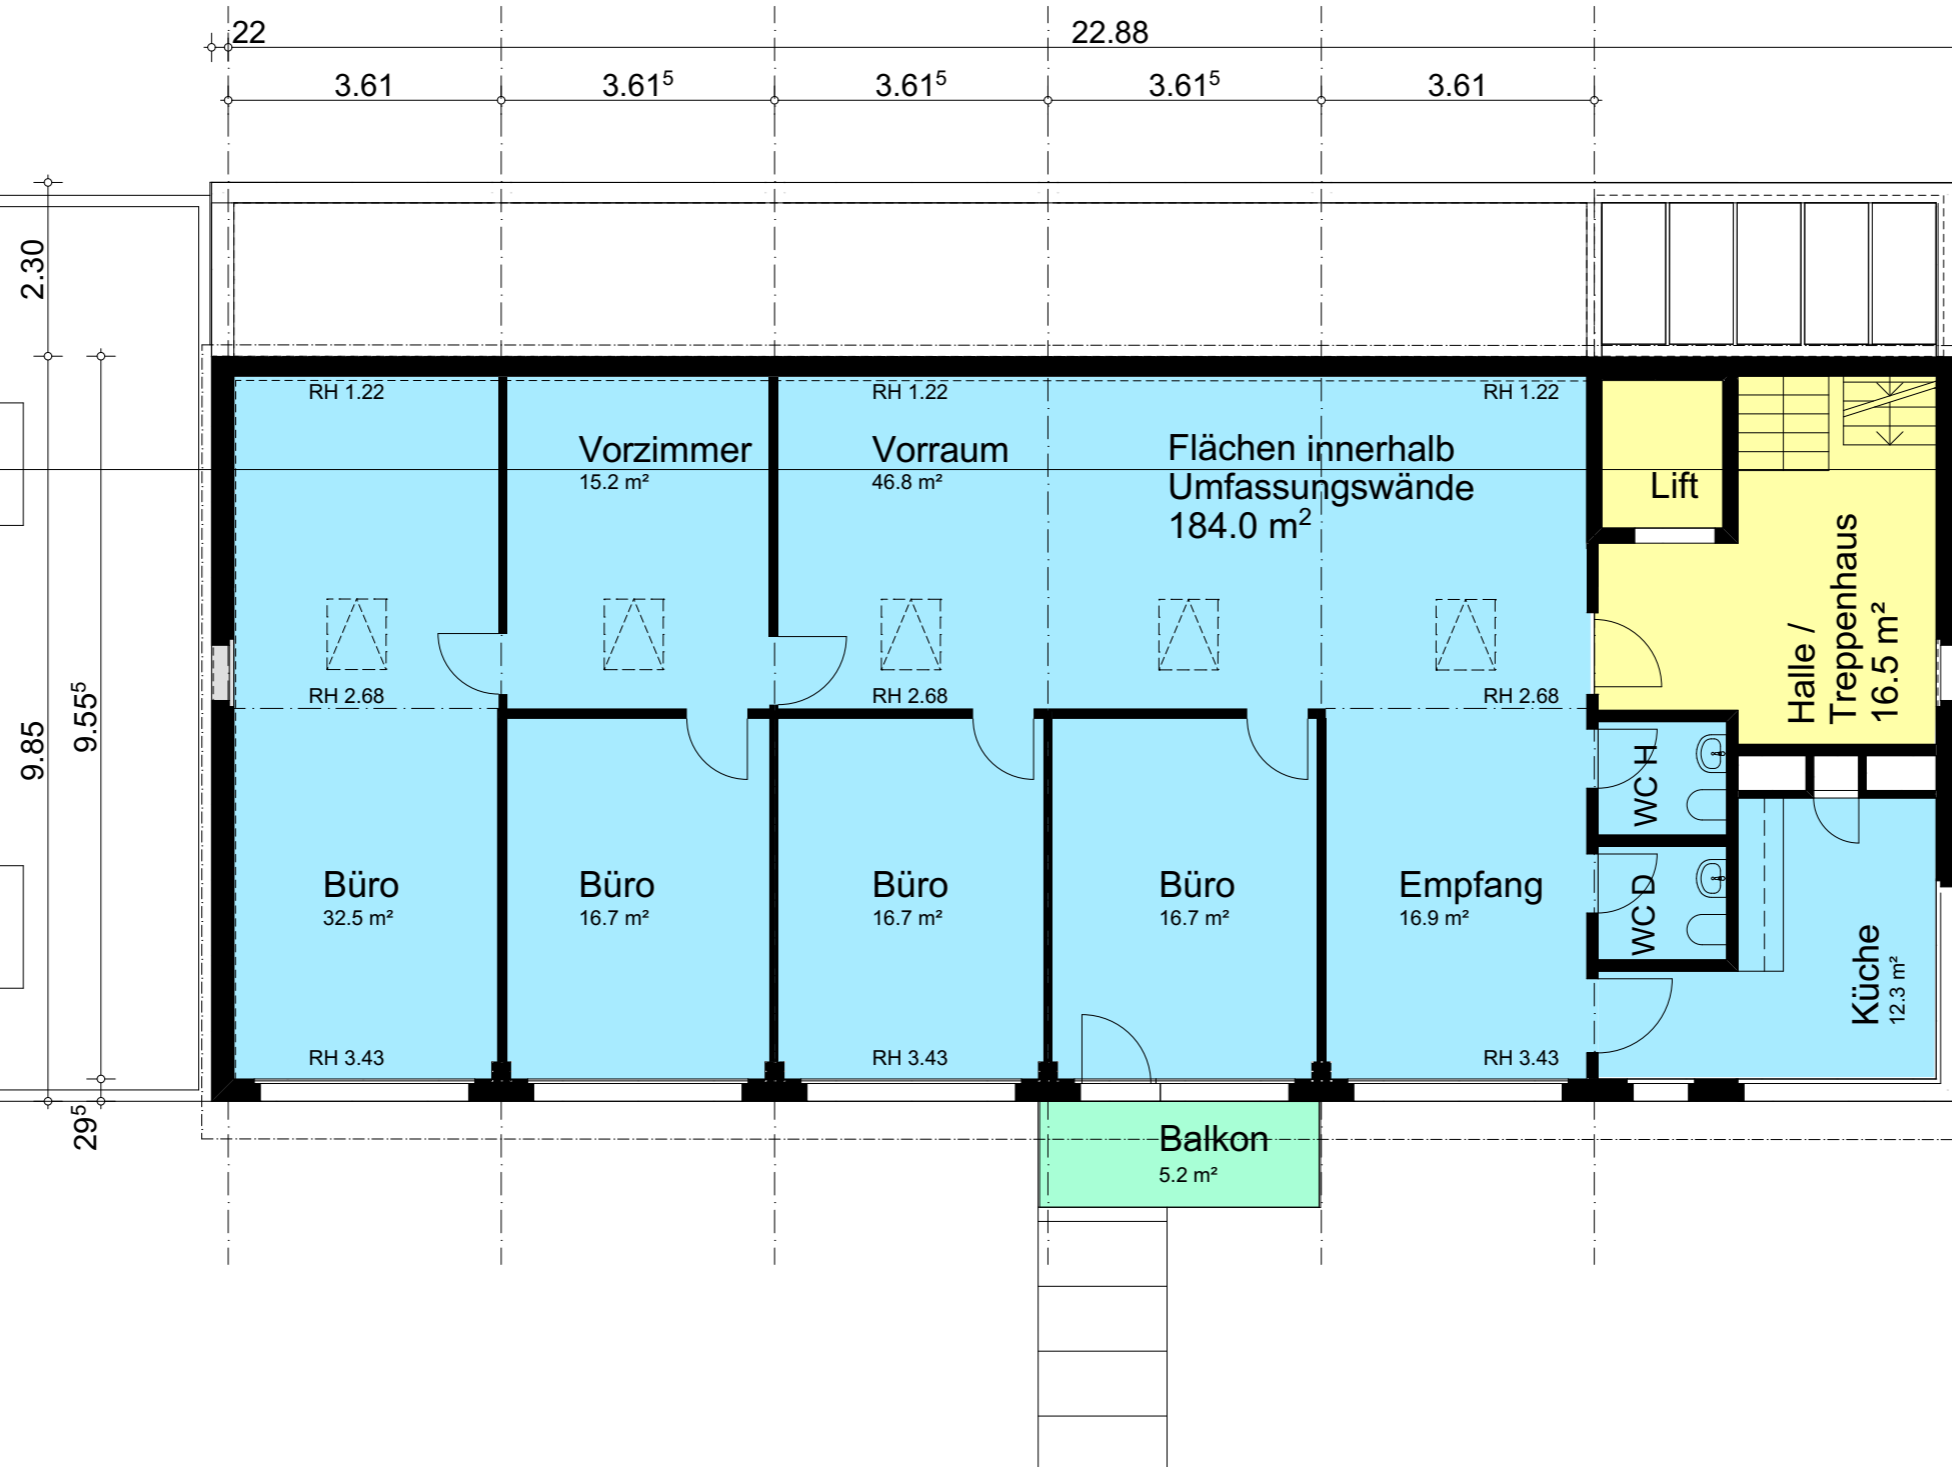 22
22.88
3.61
3.61⁵
3.61⁵
3.61⁵
3.61
2.30
9.85
9.55⁵
29⁵
RH 1.22
RH 1.22
RH 1.22
Vorzimmer
15.2 m²
Vorraum
46.8 m²
Flächen innerhalb
Umfassungswände
184.0 m²
Lift
Halle /
Treppenhaus
16.5 m²
RH 2.68
RH 2.68
RH 2.68
WC H
WC D
Büro
32.5 m²
Büro
16.7 m²
Büro
16.7 m²
Büro
16.7 m²
Empfang
16.9 m²
Küche
12.3 m²
RH 3.43
RH 3.43
RH 3.43
Balkon
5.2 m²